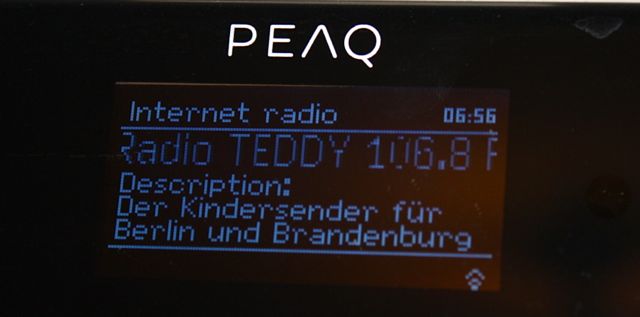 PEAQ
Internet radio 06:56
Radio TEDDY 106.8 F
Description:
Der Kindersender für
Berlin und Brandenburg